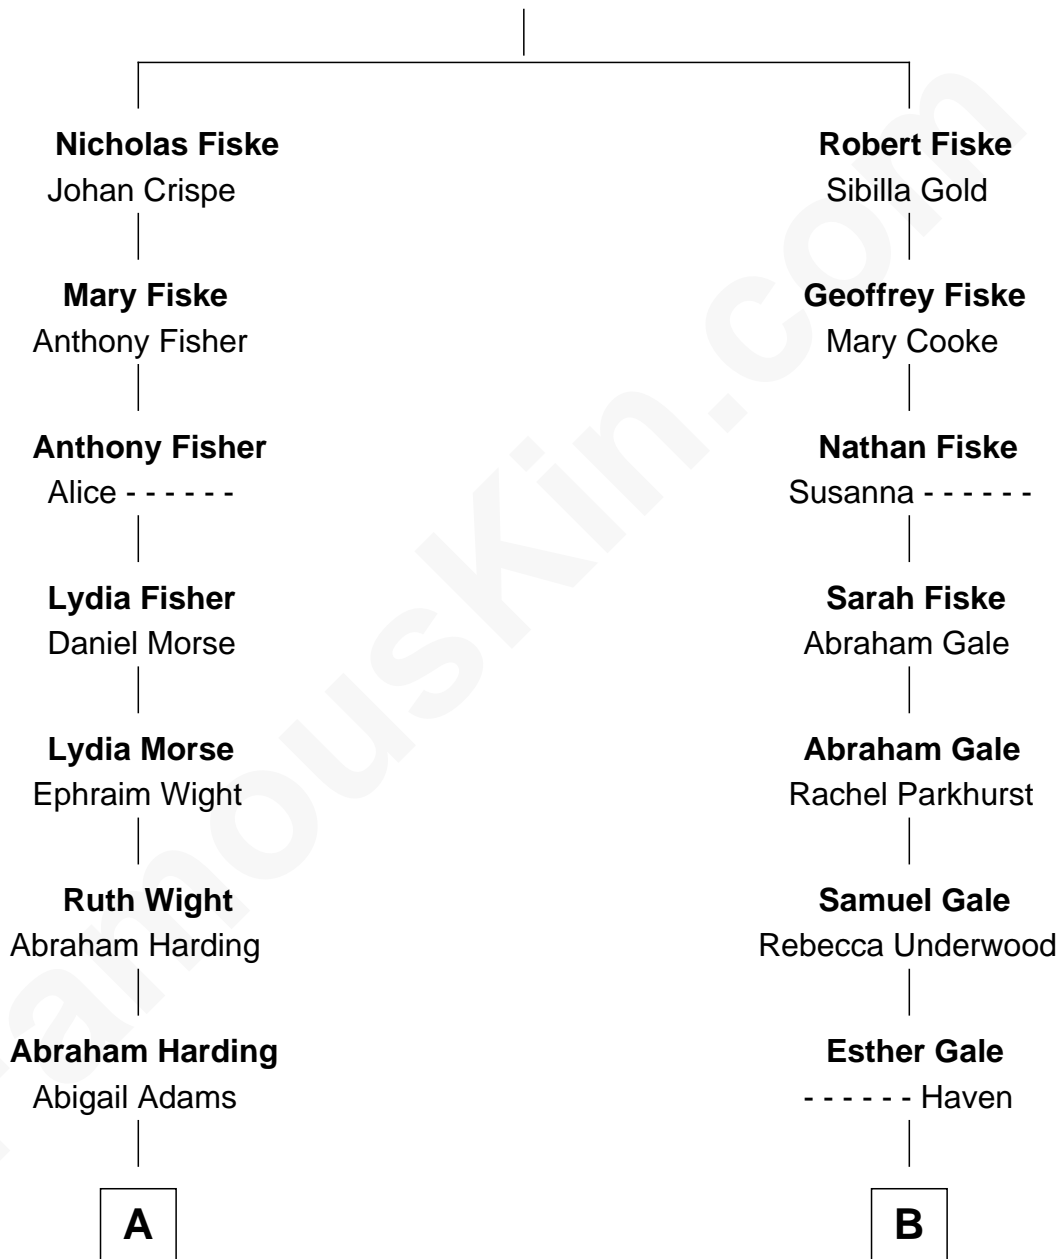 Nicholas Fiske
Johan Crispe
Mary Fiske
Anthony Fisher
Anthony Fisher
Alice - - - - - -
Lydia Fisher
Daniel Morse
Lydia Morse
Ephraim Wight
Ruth Wight
Abraham Harding
Abraham Harding
Abigail Adams
A
Robert Fiske
Sibilla Gold
Geoffrey Fiske
Mary Cooke
Nathan Fiske
Susanna - - - - - -
Sarah Fiske
Abraham Gale
Abraham Gale
Rachel Parkhurst
Samuel Gale
Rebecca Underwood
Esther Gale
- - - - - - Haven
B
FamousKin.com